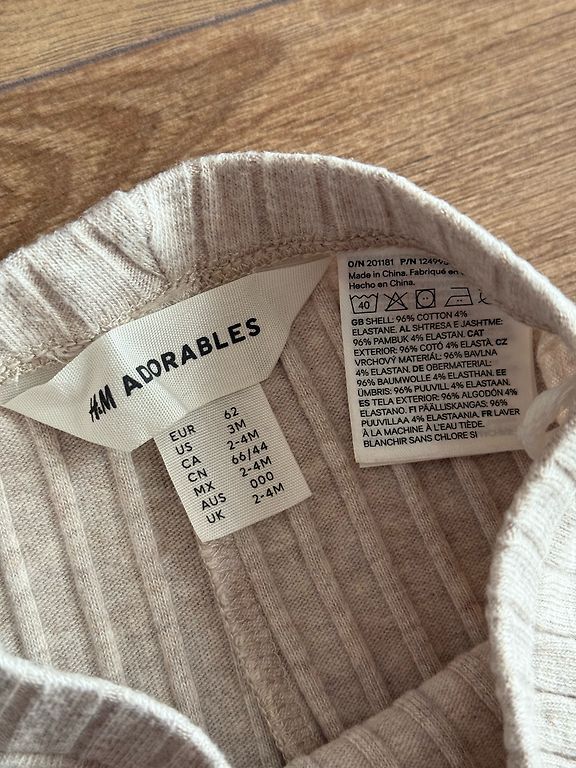 H&M ADORABLES
EUR 62
US 3M
CA 2-4M
CN 66/44
MX 2-4M
AUS 000
UK 2-4M
O/N 201181 P/N 12499
Made in China. Fabriqué en
Hecho en China.
40
GB SHELL: 96% COTTON 4%
ELASTANE. AL SHTRESA E JASHTME:
96% PAMBUK 4% ELASTAN. CAT
EXTERIOR: 96% COTÓ 4% ELASTÀ. CZ
VRCHOVÝ MATERIÁL: 96% BAVLNA
4% ELASTAN. DE OBERMATERIAL:
96% BAUMWOLLE 4% ELASTHAN. EE
ÜMBRIS: 96% PUUVILL 4% ELASTAAN.
ES TELA EXTERIOR: 96% ALGODÓN 4%
ELASTANO. FI PÄÄLLISKANGAS: 96%
PUUVILLAA 4% ELASTAANIA. FR LAVER
À LA MACHINE À L'EAU TIÈDE.
BLANCHIR SANS CHLORE SI